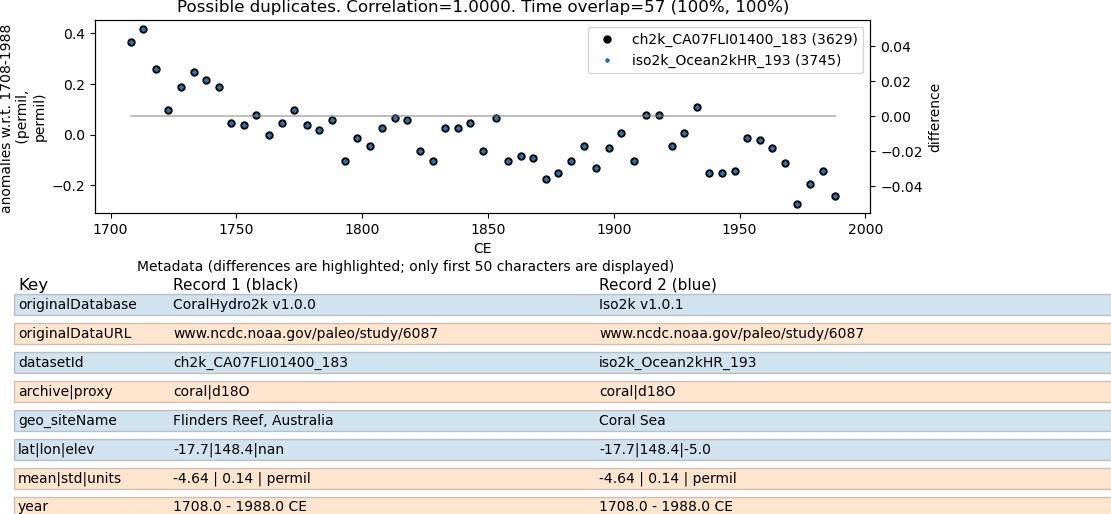 Possible duplicates. Correlation=1.0000. Time overlap=57 (100%, 100%)
anomalies w.r.t. 1708-1988
(permil,
permil)
0.4
0.2
0.0
−0.2
ch2k_CA07FLI01400_183 (3629)
iso2k_Ocean2kHR_193 (3745)
0.04
0.02
0.00
−0.02
−0.04
difference
1700 1750 1800 1850 1900 1950 2000
CE
Metadata (differences are highlighted; only first 50 characters are displayed)
Key Record 1 (black) Record 2 (blue)
originalDatabase CoralHydro2k v1.0.0 Iso2k v1.0.1
originalDataURL www.ncdc.noaa.gov/paleo/study/6087 www.ncdc.noaa.gov/paleo/study/6087
datasetId ch2k_CA07FLI01400_183 iso2k_Ocean2kHR_193
archive|proxy coral|d18O coral|d18O
geo_siteName Flinders Reef, Australia Coral Sea
lat|lon|elev -17.7|148.4|nan -17.7|148.4|-5.0
mean|std|units -4.64 | 0.14 | permil -4.64 | 0.14 | permil
year 1708.0 - 1988.0 CE 1708.0 - 1988.0 CE